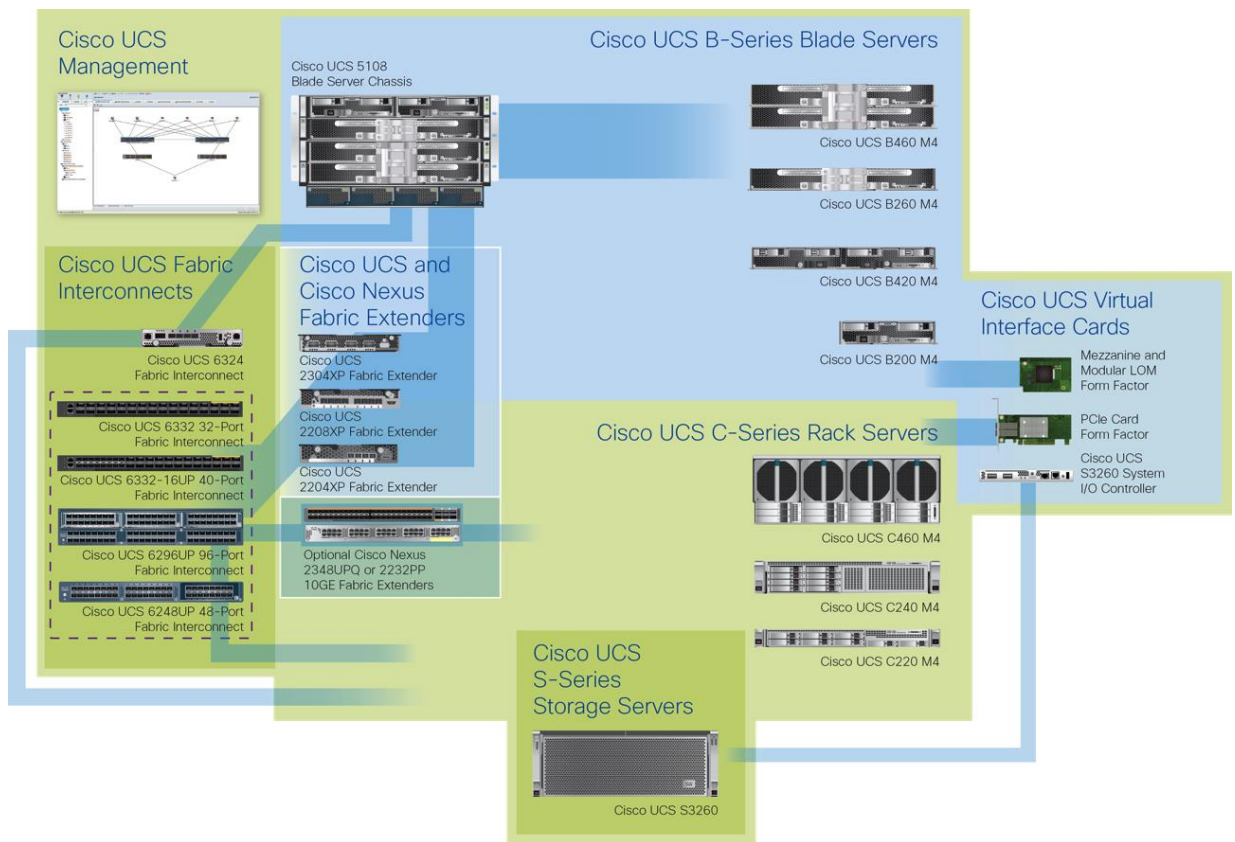 Cisco UCS
Management
Cisco UCS 5108
Blade Server Chassis
Cisco UCS B-Series Blade Servers
Cisco UCS B460 M4
Cisco UCS B260 M4
Cisco UCS B420 M4
Cisco UCS B200 M4
Cisco UCS Fabric
Interconnects
Cisco UCS 6324
Fabric Interconnect
Cisco UCS 6332 32-Port
Fabric Interconnect
Cisco UCS 6332-16UP 40-Port
Fabric Interconnect
Cisco UCS 6296UP 96-Port
Fabric Interconnect
Cisco UCS 6248UP 48-Port
Fabric Interconnect
Cisco UCS and
Cisco Nexus
Fabric Extenders
Cisco UCS
2304XP Fabric Extender
Cisco UCS
2208XP Fabric Extender
Cisco UCS
2204XP Fabric Extender
Optional Cisco Nexus
2348UPQ or 2232PP
10GE Fabric Extenders
Cisco UCS Virtual
Interface Cards
Mezzanine and
Modular LOM
Form Factor
PCIe Card
Form Factor
Cisco UCS
S3260 System
I/O Controller
Cisco UCS C-Series Rack Servers
Cisco UCS C460 M4
Cisco UCS C240 M4
Cisco UCS C220 M4
Cisco UCS
S-Series
Storage Servers
Cisco UCS S3260